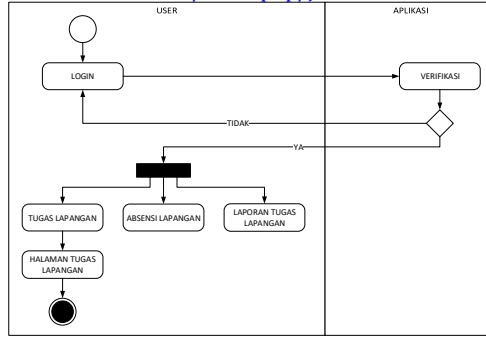 USER
APLIKASI
LOGIN
VERIFIKASI
TIDAK
YA
TUGAS LAPANGAN
ABSENSI LAPANGAN
LAPORAN TUGAS
LAPANGAN
HALAMAN TUGAS
LAPANGAN